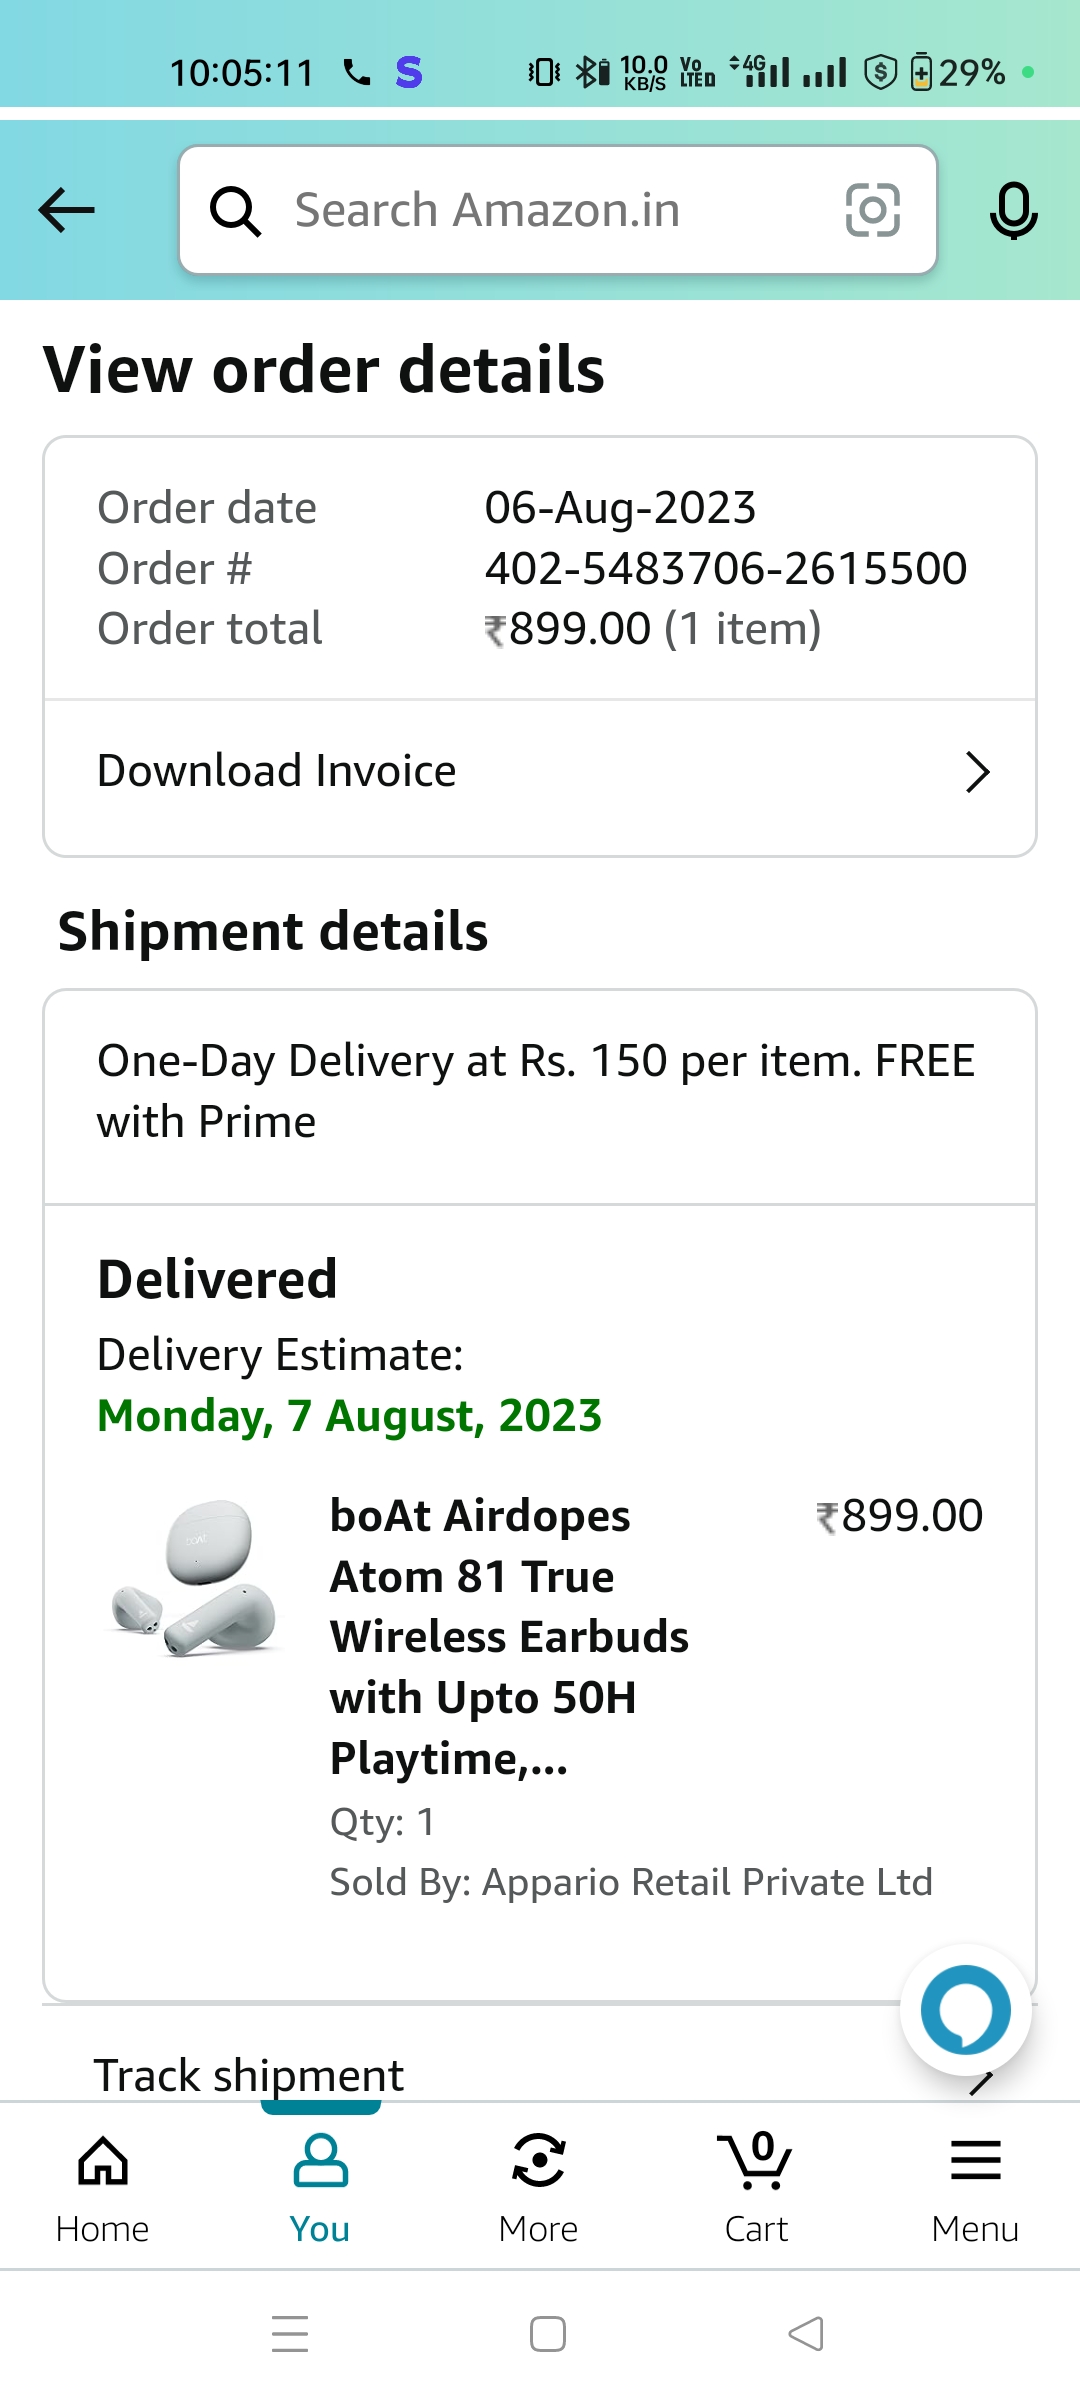 10:05:11 S 10.0 KB/S Vo LTED 4G 29%
Search Amazon.in
View order details
Order date 06-Aug-2023
Order # 402-5483706-2615500
Order total ₹899.00 (1 item)
Download Invoice
Shipment details
One-Day Delivery at Rs. 150 per item. FREE
with Prime
Delivered
Delivery Estimate:
Monday, 7 August, 2023
boAt Airdopes ₹899.00
Atom 81 True
Wireless Earbuds
with Upto 50H
Playtime,...
Qty: 1
Sold By: Appario Retail Private Ltd
Track shipment
0
Home You More Cart Menu